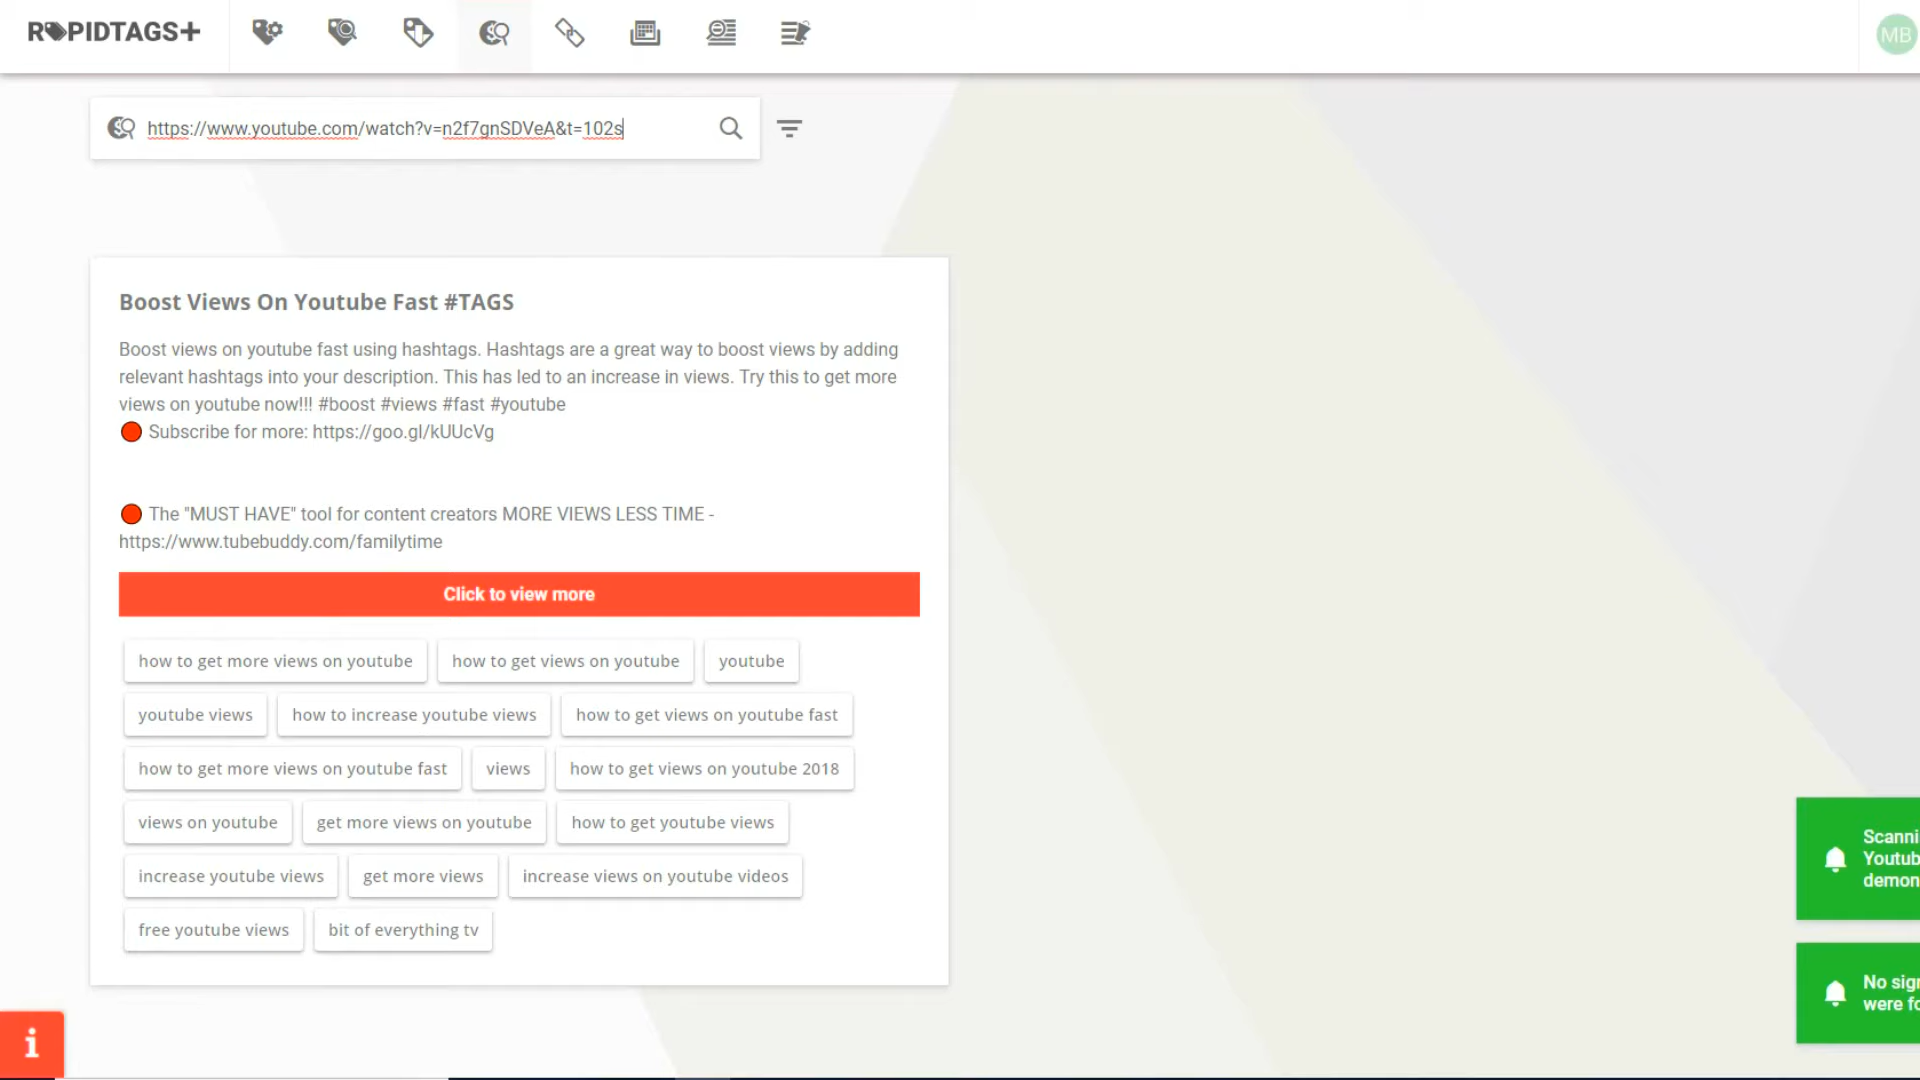 RAPIDTAGS+
MB
https://www.youtube.com/watch?v=n2f7gnSDVeA&t=102s
Boost Views On Youtube Fast #TAGS
Boost views on youtube fast using hashtags. Hashtags are a great way to boost views by adding
relevant hashtags into your description. This has led to an increase in views. Try this to get more
views on youtube now!!! #boost #views #fast #youtube
Subscribe for more: https://goo.gl/kUUcVg
The "MUST HAVE" tool for content creators MORE VIEWS LESS TIME -
https://www.tubebuddy.com/familytime
Click to view more
how to get more views on youtube how to get views on youtube youtube
youtube views how to increase youtube views how to get views on youtube fast
how to get more views on youtube fast views how to get views on youtube 2018
views on youtube get more views on youtube how to get youtube views
increase youtube views get more views increase views on youtube videos
free youtube views bit of everything tv
Scanni
Youtub
demon
No sign
were fo
i